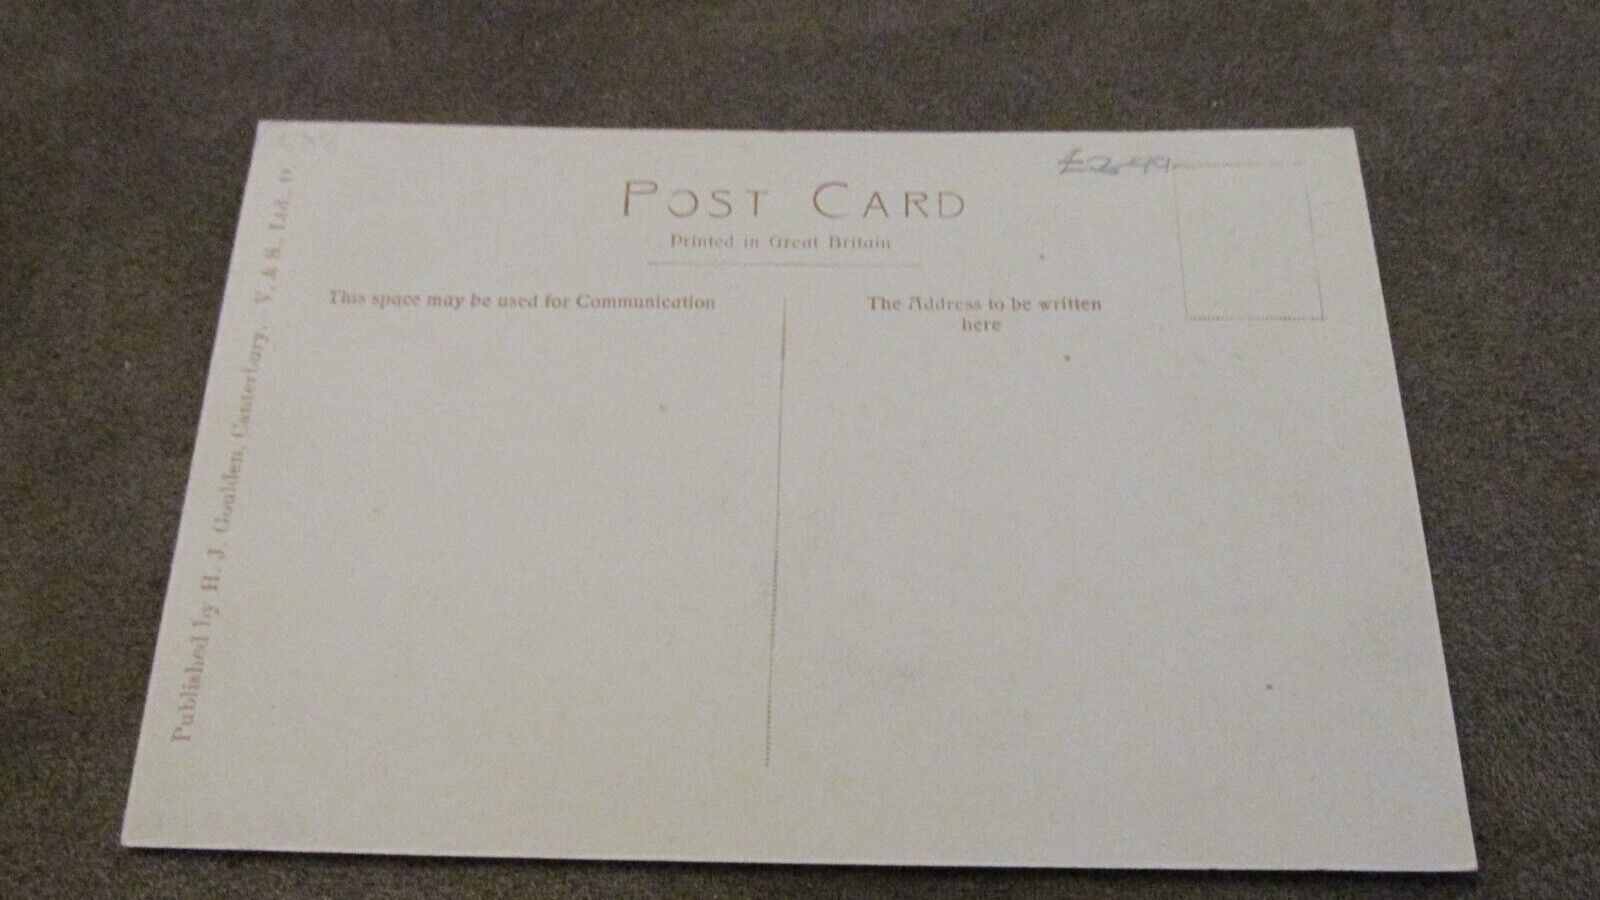 POST CARD
£2.49
Printed in Great Britain
This space may be used for Communication
The Address to be written
here
Published by H. J. Goulden, Canterbury. V. & S., Ltd., D.